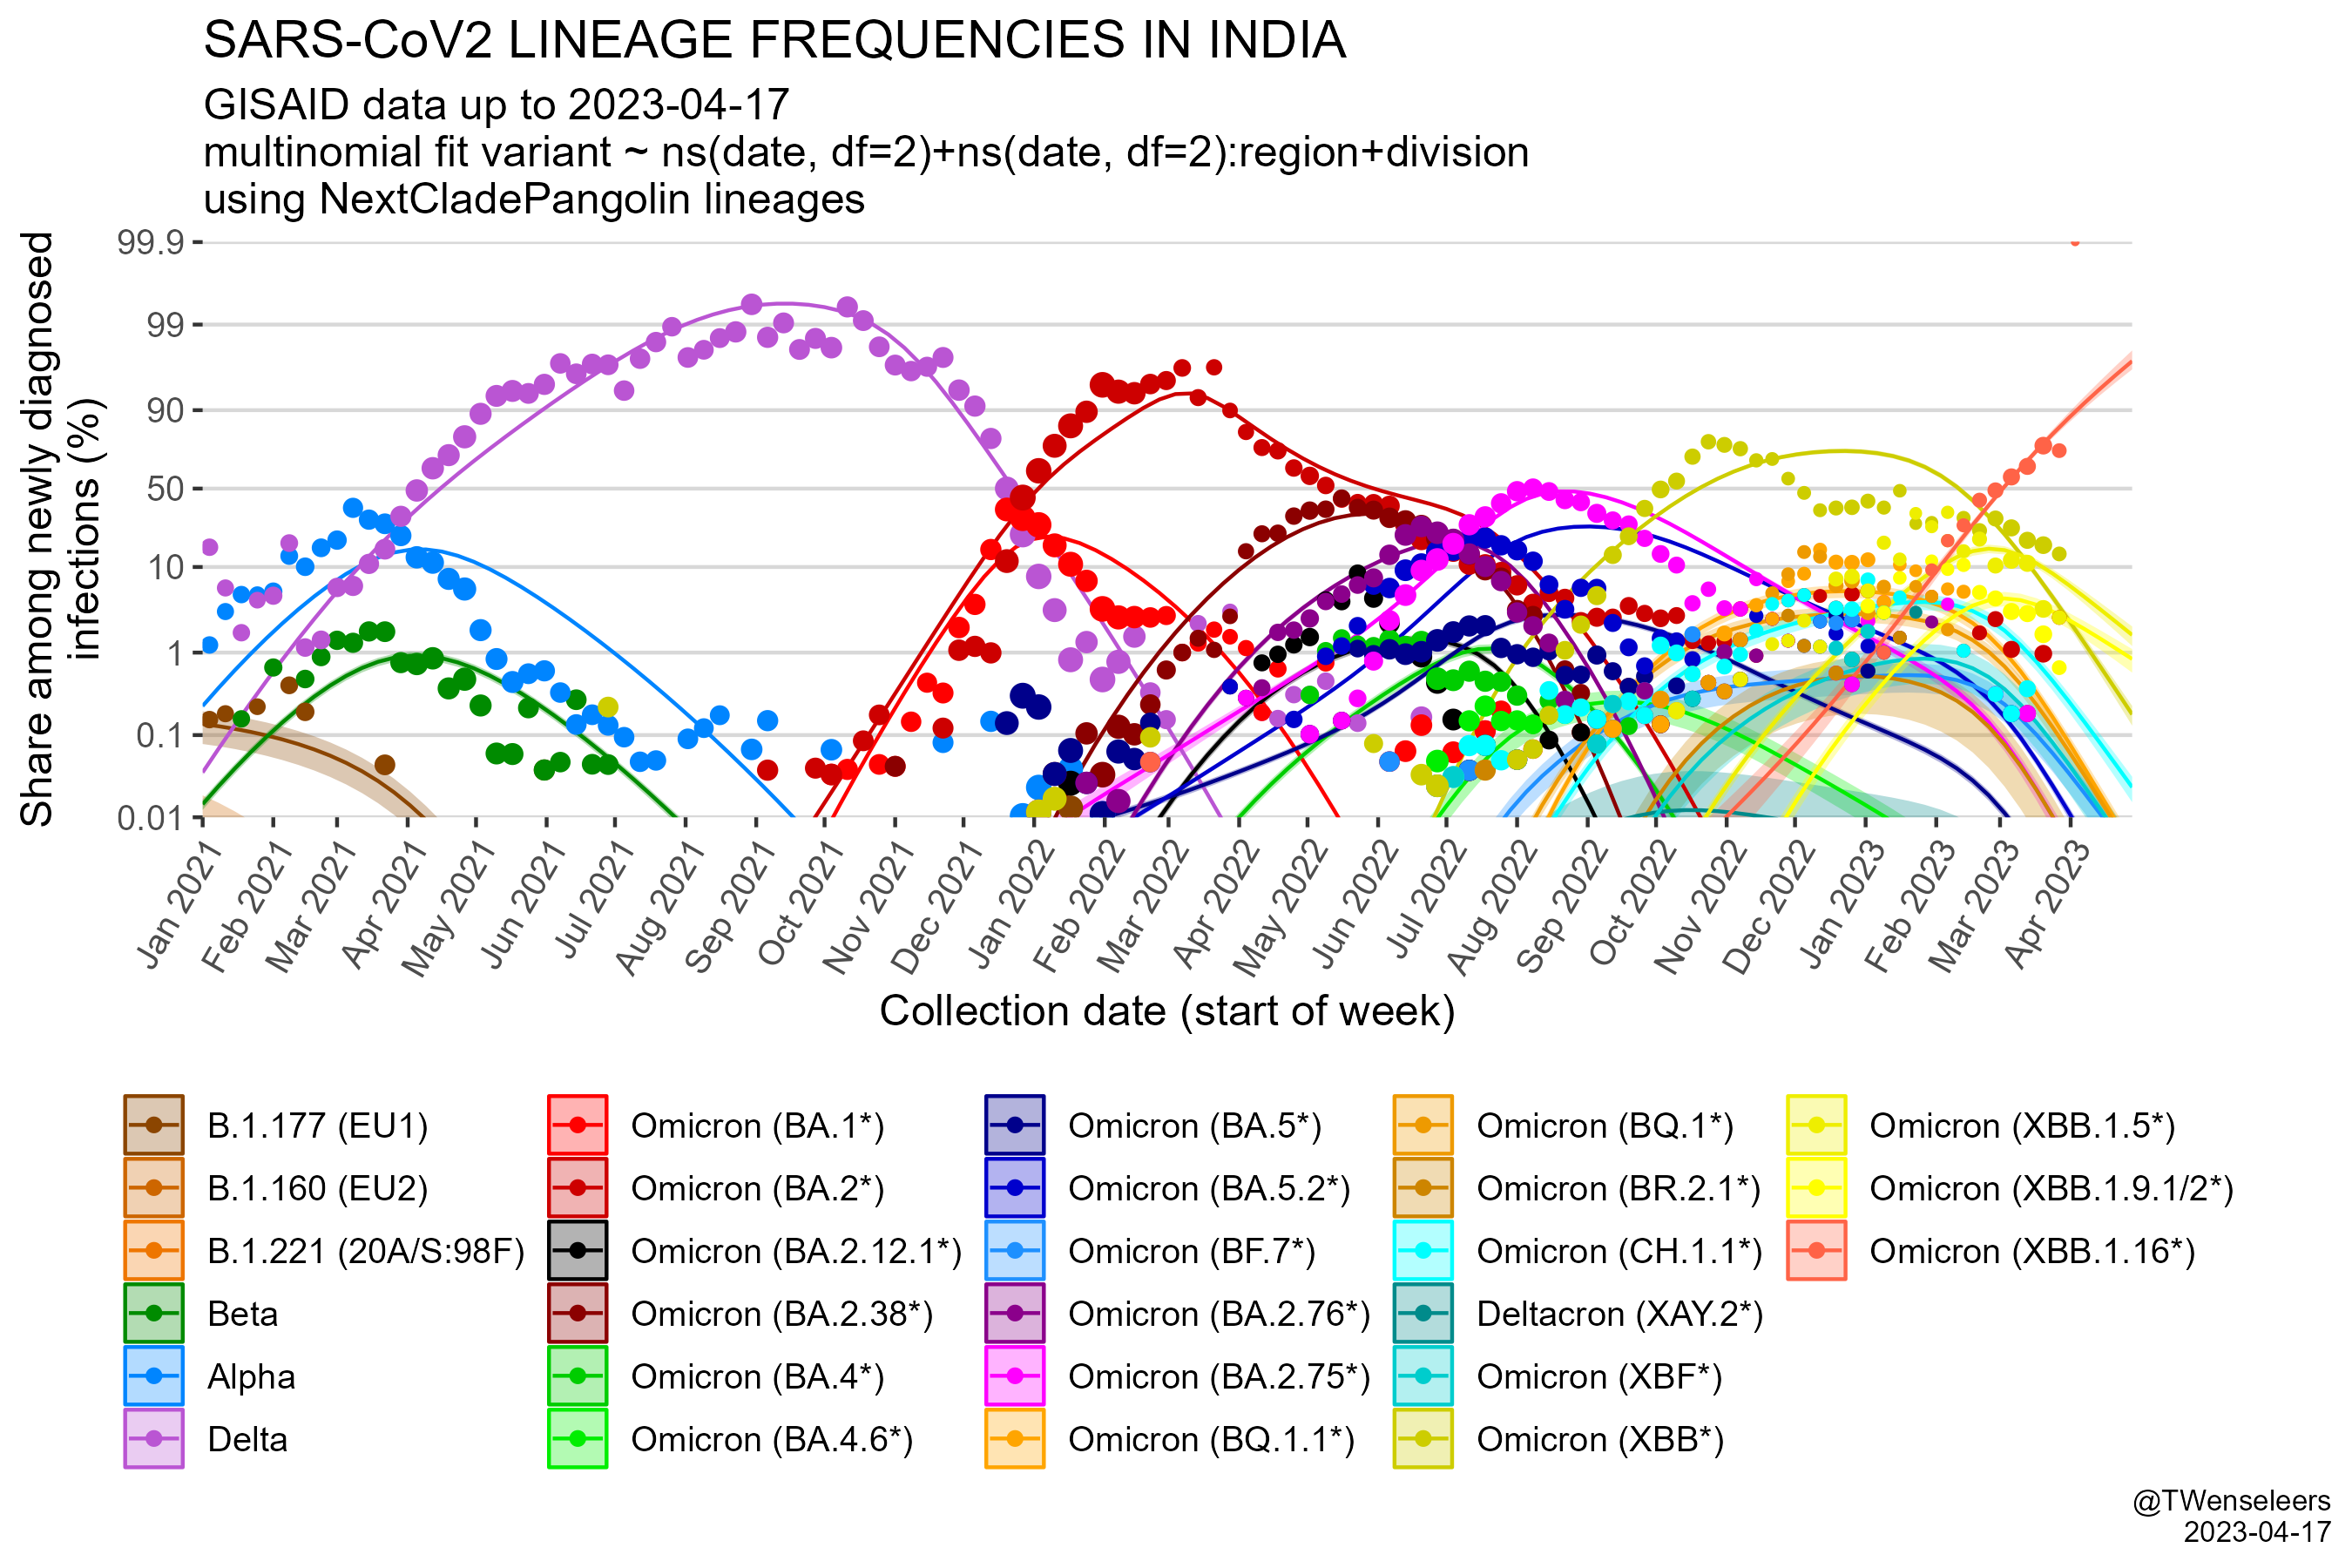 SARS-CoV2 LINEAGE FREQUENCIES IN INDIA
GISAID data up to 2023-04-17
multinomial fit variant ~ ns(date, df=2)+ns(date, df=2):region+division
using NextCladePangolin lineages
Share among newly diagnosed
infections (%)
99.9
99
90
50
10
1
0.1
0.01
Jan 2021
Feb 2021
Mar 2021
Apr 2021
May 2021
Jun 2021
Jul 2021
Aug 2021
Sep 2021
Oct 2021
Nov 2021
Dec 2021
Jan 2022
Feb 2022
Mar 2022
Apr 2022
May 2022
Jun 2022
Jul 2022
Aug 2022
Sep 2022
Oct 2022
Nov 2022
Dec 2022
Jan 2023
Feb 2023
Mar 2023
Apr 2023
Collection date (start of week)
B.1.177 (EU1)
B.1.160 (EU2)
B.1.221 (20A/S:98F)
Beta
Alpha
Delta
Omicron (BA.1*)
Omicron (BA.2*)
Omicron (BA.2.12.1*)
Omicron (BA.2.38*)
Omicron (BA.4*)
Omicron (BA.4.6*)
Omicron (BA.5*)
Omicron (BA.5.2*)
Omicron (BF.7*)
Omicron (BA.2.76*)
Omicron (BA.2.75*)
Omicron (BQ.1.1*)
Omicron (BQ.1*)
Omicron (BR.2.1*)
Omicron (CH.1.1*)
Deltacron (XAY.2*)
Omicron (XBF*)
Omicron (XBB*)
Omicron (XBB.1.5*)
Omicron (XBB.1.9.1/2*)
Omicron (XBB.1.16*)
@TWenseleers
2023-04-17